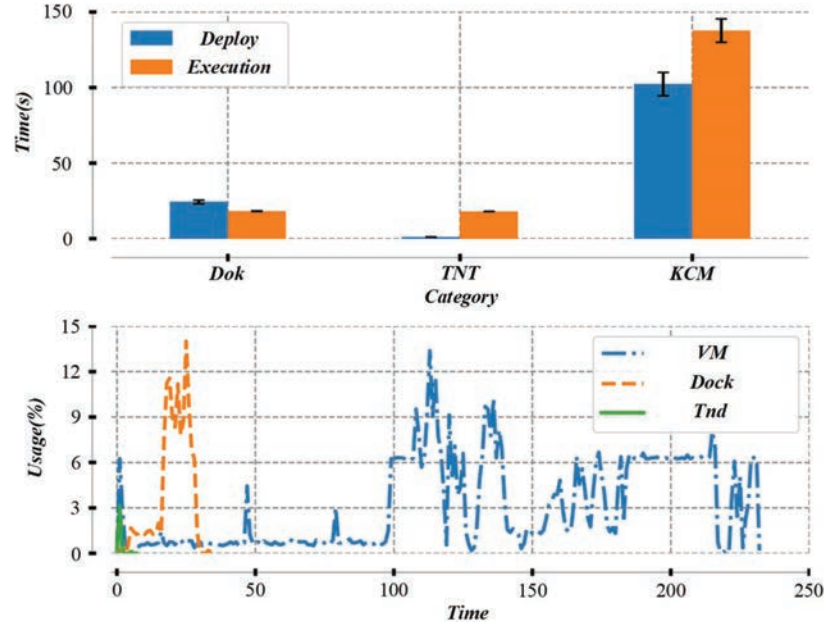 150
100
50
0
Time(s)
Deploy
Execution
Dok
TNT
KCM
Category
15
12
9
6
3
0
Usage(%)
VM
Dock
Tnd
0
50
100
150
200
250
Time